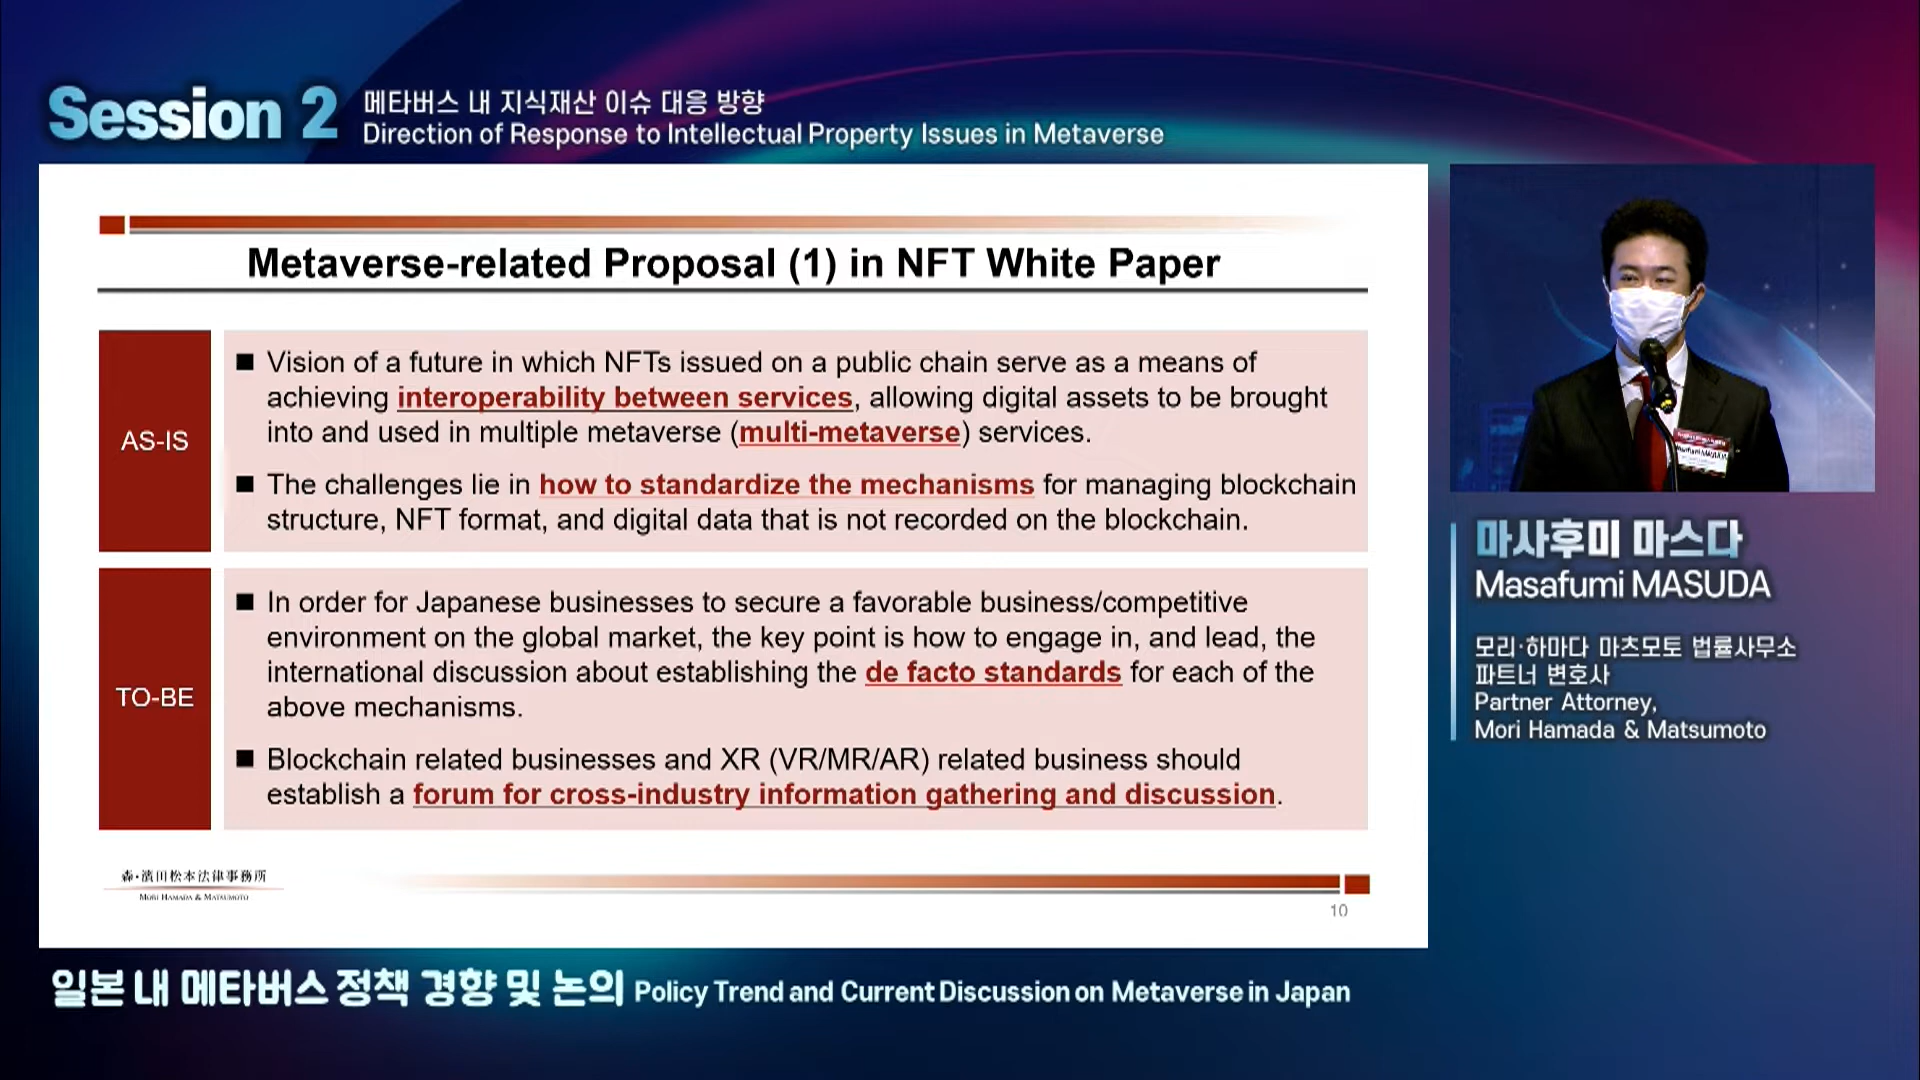 Session 2
메타버스 내 지식재산 이슈 대응 방향
Direction of Response to Intellectual Property Issues in Metaverse
Metaverse-related Proposal (1) in NFT White Paper
AS-IS
■ Vision of a future in which NFTs issued on a public chain serve as a means of
achieving interoperability between services, allowing digital assets to be brought
into and used in multiple metaverse (multi-metaverse) services.
■ The challenges lie in how to standardize the mechanisms for managing blockchain
structure, NFT format, and digital data that is not recorded on the blockchain.
TO-BE
■ In order for Japanese businesses to secure a favorable business/competitive
environment on the global market, the key point is how to engage in, and lead, the
international discussion about establishing the de facto standards for each of the
above mechanisms.
■ Blockchain related businesses and XR (VR/MR/AR) related business should
establish a forum for cross-industry information gathering and discussion.
森・濱田松本法律事務所
MORI HAMADA & MATSUMOTO
10
마사후미 마스다
Masafumi MASUDA
모리·하마다 마츠모토 법률사무소
파트너 변호사
Partner Attorney,
Mori Hamada & Matsumoto
일본 내 메타버스 정책 경향 및 논의 Policy Trend and Current Discussion on Metaverse in Japan